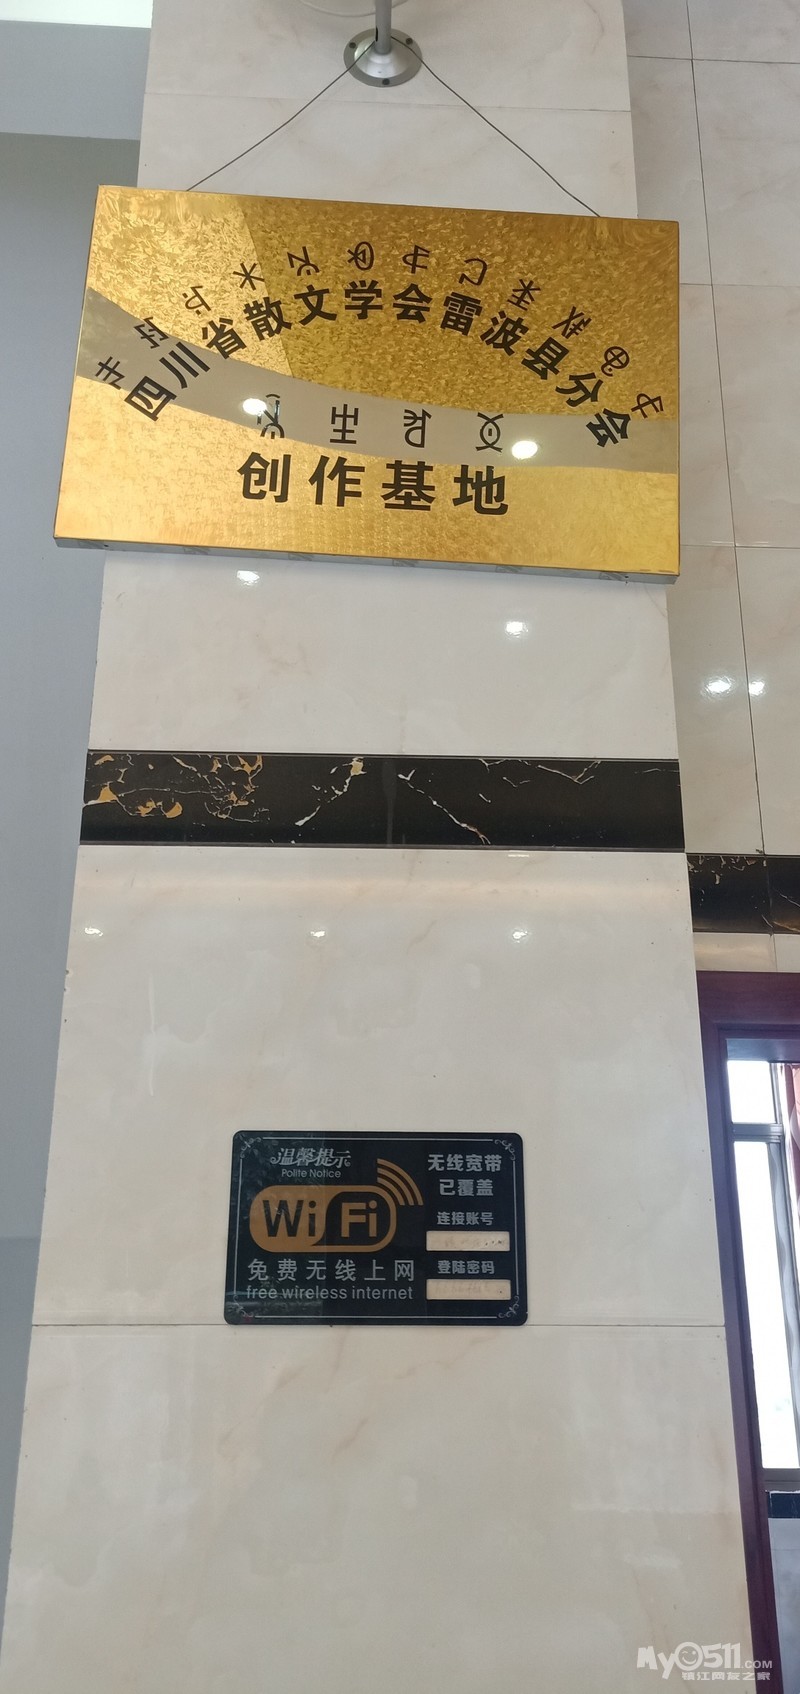 ꌧꍧꌠ
四川省散文学会雷波县分会
创作基地
温馨提示
Polite Notice
WiFi
免费无线上网
free wireless internet
无线宽带
已覆盖
连接账号
登陆密码
My0511.COM
镇江网友之家